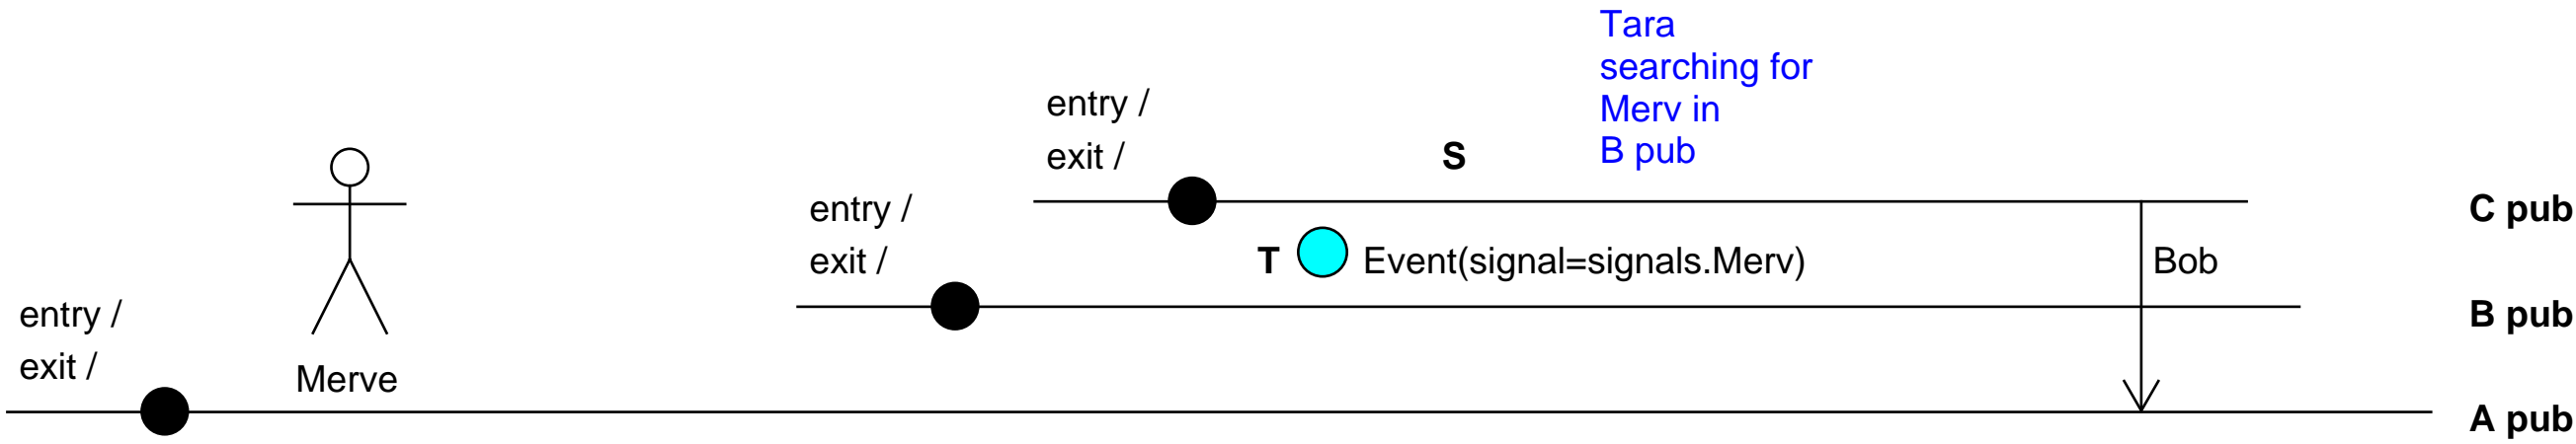 Tara
searching for
Merv in
B pub
entry /
exit /
S
C pub
entry /
exit /
T
Event(signal=signals.Merv)
Bob
B pub
entry /
exit /
Merve
A pub